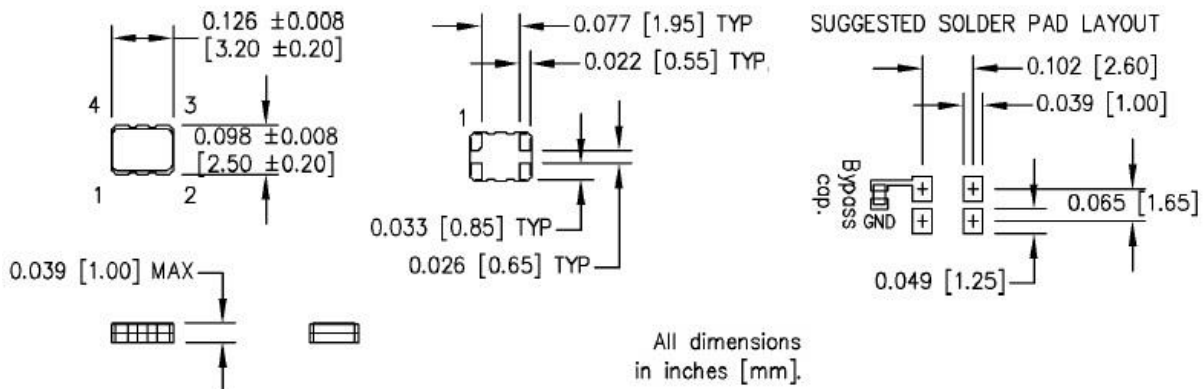 0.126 ±0.008
[3.20 ±0.20]
4
3
0.098 ±0.008
[2.50 ±0.20]
1
2
0.039 [1.00] MAX
0.077 [1.95] TYP
0.022 [0.55] TYP.
1
0.033 [0.85] TYP
0.026 [0.65] TYP
SUGGESTED SOLDER PAD LAYOUT
0.102 [2.60]
0.039 [1.00]
Bypass
cap.
GND
0.065 [1.65]
0.049 [1.25]
All dimensions
in inches [mm].